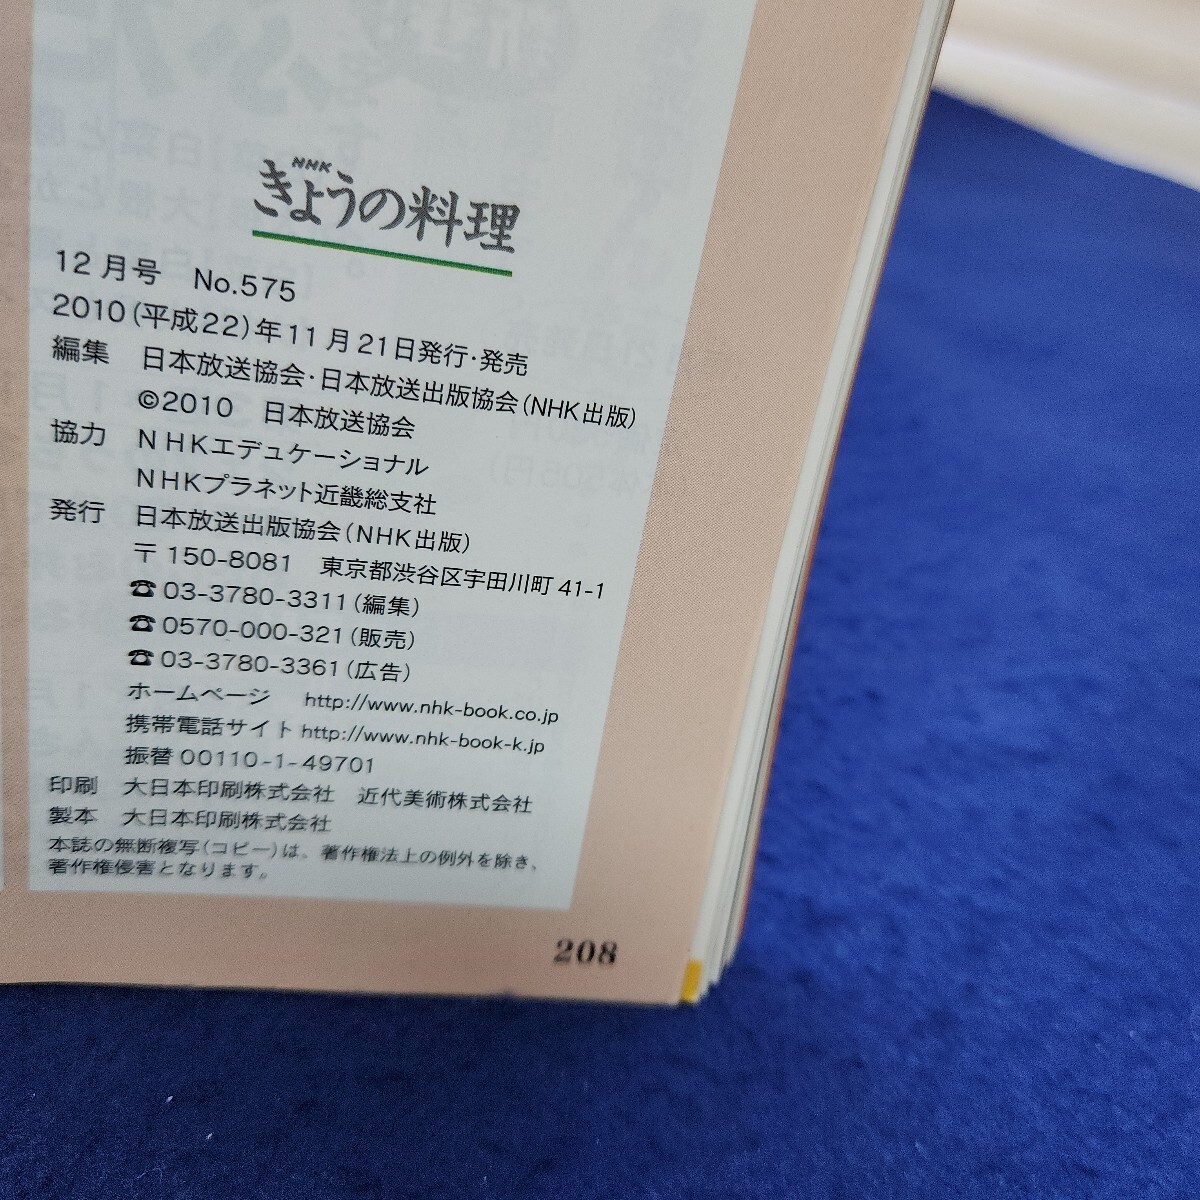 NHK
きょうの料理
12月号 No.575
2010(平成22)年11月21日発行・発売
編集 日本放送協会・日本放送出版協会(NHK出版)
©2010 日本放送協会
協力 NHKエデュケーショナル
NHKプラネット近畿総支社
発行 日本放送出版協会(NHK出版)
〒150-8081 東京都渋谷区宇田川町41-1
☎03-3780-3311(編集)
☎0570-000-321(販売)
☎03-3780-3361(広告)
ホームページ http://www.nhk-book.co.jp
携帯電話サイト http://www.nhk-book-k.jp
振替00110-1-49701
印刷 大日本印刷株式会社 近代美術株式会社
製本 大日本印刷株式会社
本誌の無断複写(コピー)は、著作権法上の例外を除き、
著作権侵害となります。
208